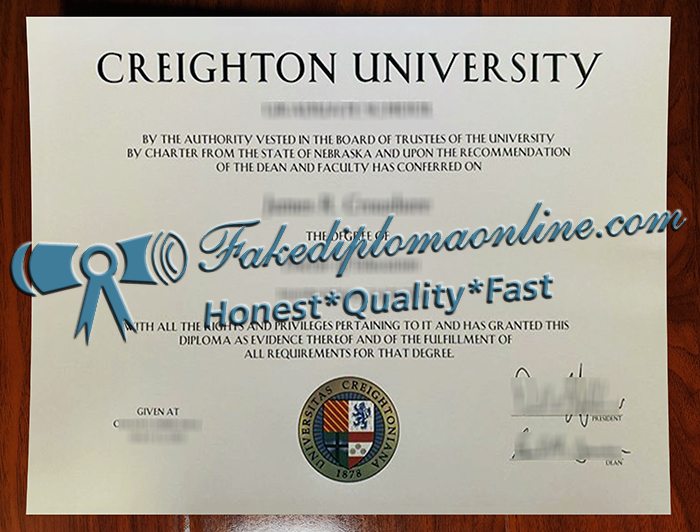 CREIGHTON UNIVERSITY
BY THE AUTHORITY VESTED IN THE BOARD OF TRUSTEES OF THE UNIVERSITY
BY CHARTER FROM THE STATE OF NEBRASKA AND UPON THE RECOMMENDATION
OF THE DEAN AND FACULTY HAS CONFERRED ON
THE DEGREE OF
Fakediplomaonline.com
Honest*Quality*Fast
WITH ALL THE RIGHTS AND PRIVILEGES PERTAINING TO IT AND HAS GRANTED THIS
DIPLOMA AS EVIDENCE THEREOF AND OF THE FULFILLMENT OF
ALL REQUIREMENTS FOR THAT DEGREE.
GIVEN AT
UNIVERSITAS CREIGHTONIANA
1878
PRESIDENT
DEAN